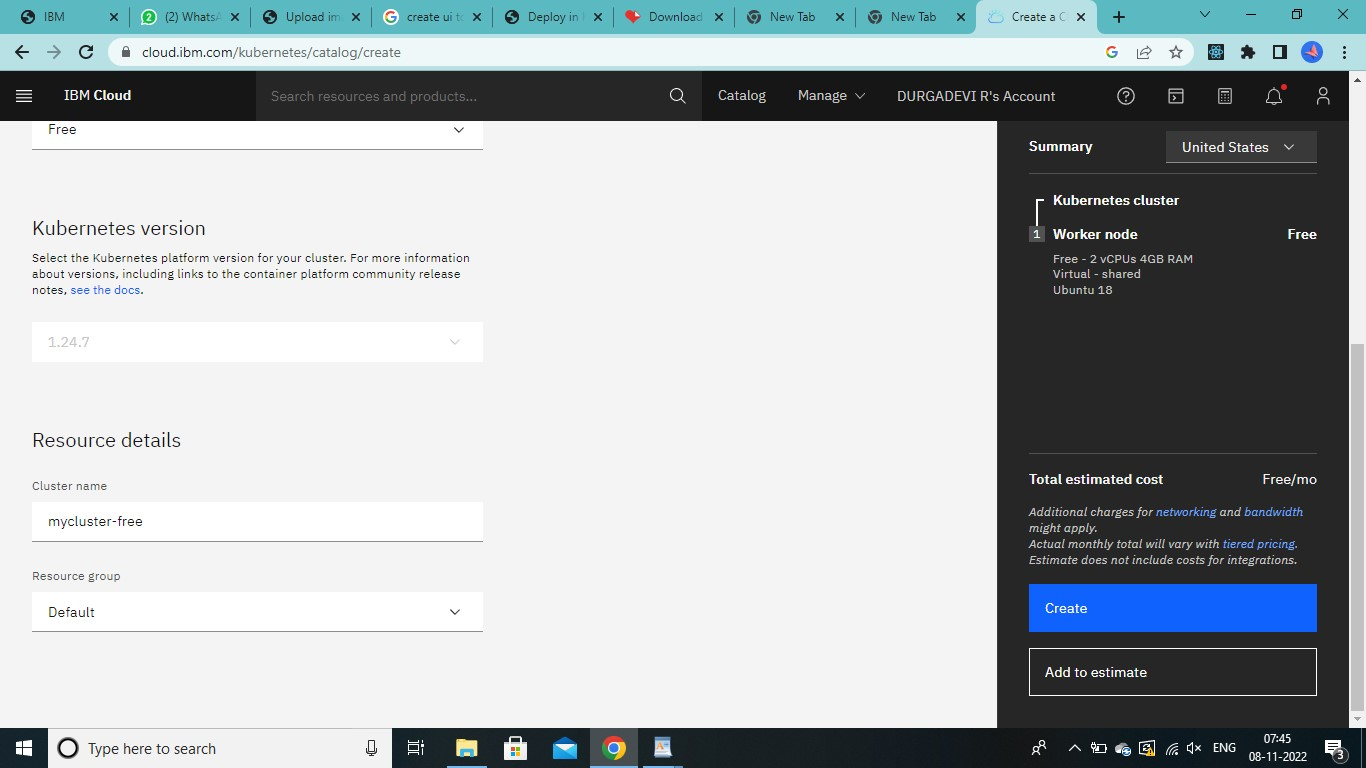 IBM
(2) WhatsA
Upload im
create ui t
Deploy in
Download
New Tab
New Tab
Create a C
cloud.ibm.com/kubernetes/catalog/create
IBM Cloud
Search resources and products...
Catalog
Manage
DURGADEVI R's Account
Free
Kubernetes version
Select the Kubernetes platform version for your cluster. For more information
about versions, including links to the container platform community release
notes, see the docs.
1.24.7
Resource details
Cluster name
mycluster-free
Resource group
Default
Summary
United States
Kubernetes cluster
1 Worker node Free
Free - 2 vCPUs 4GB RAM
Virtual - shared
Ubuntu 18
Total estimated cost Free/mo
Additional charges for networking and bandwidth
might apply.
Actual monthly total will vary with tiered pricing.
Estimate does not include costs for integrations.
Create
Add to estimate
Type here to search
ENG
07:45
08-11-2022
3